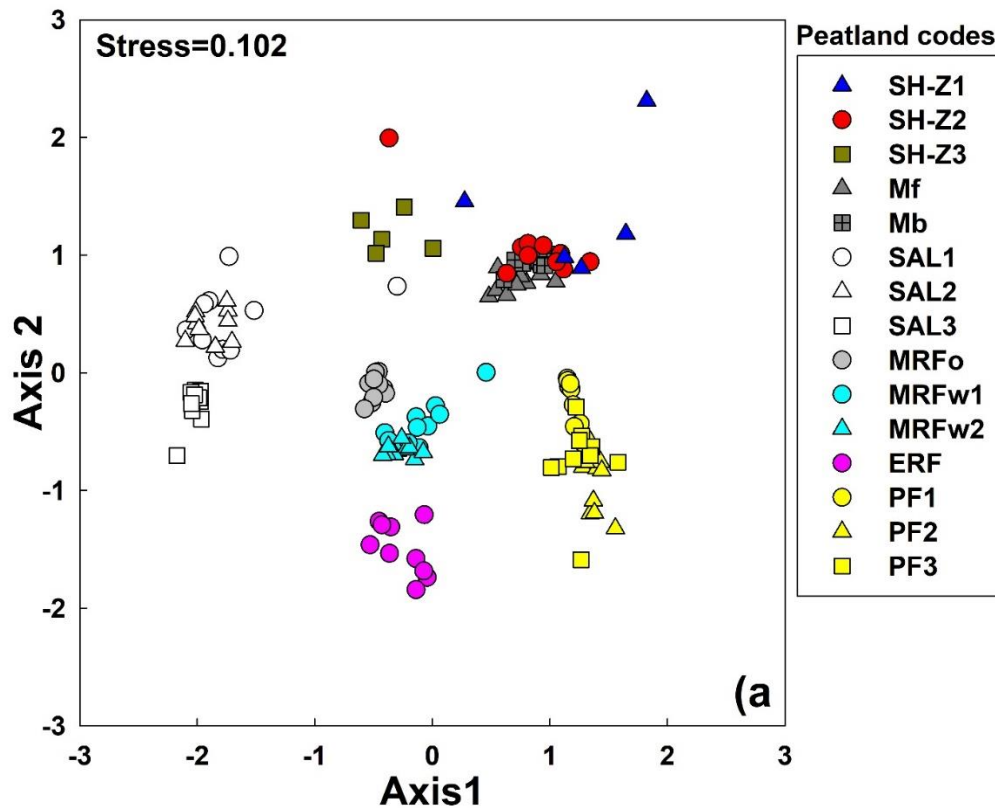 Stress=0.102
3
2
1
0
-1
-2
-3
Axis 2
-3 -2 -1 0 1 2 3
Axis1
(a
Peatland codes
SH-Z1
SH-Z2
SH-Z3
Mf
Mb
SAL1
SAL2
SAL3
MRFo
MRFw1
MRFw2
ERF
PF1
PF2
PF3